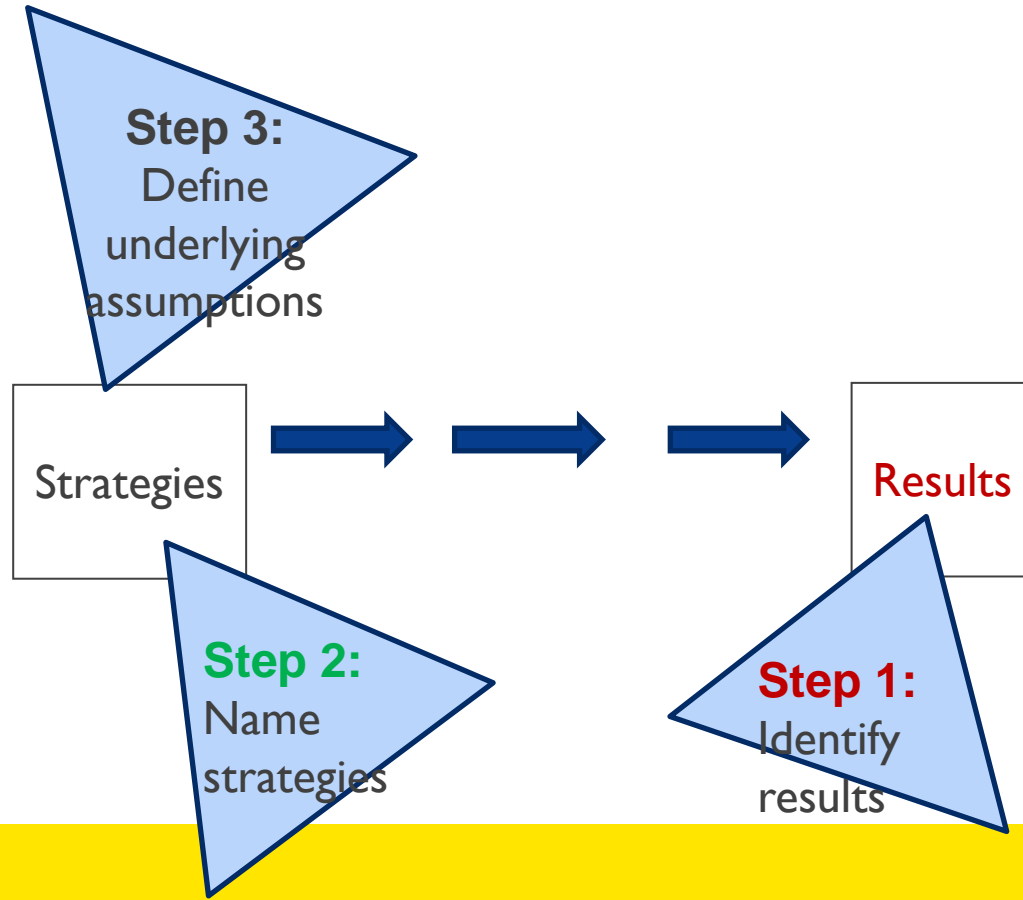 Step 3:
Define
underlying
assumptions
Strategies
Results
Step 2:
Name
strategies
Step 1:
Identify
results